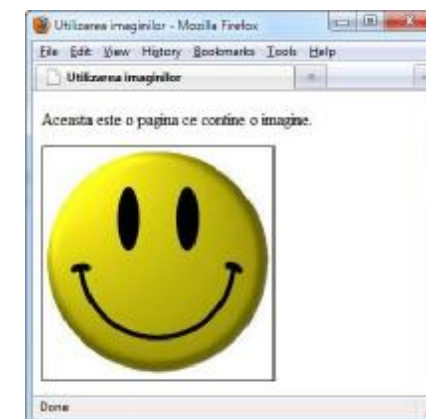 Utilizarea imaginilor - Mozilla Firefox
File Edit View History Bookmarks Tools Help
Utilizarea imaginilor
Aceasta este o pagina ce contine o imagine.
Done